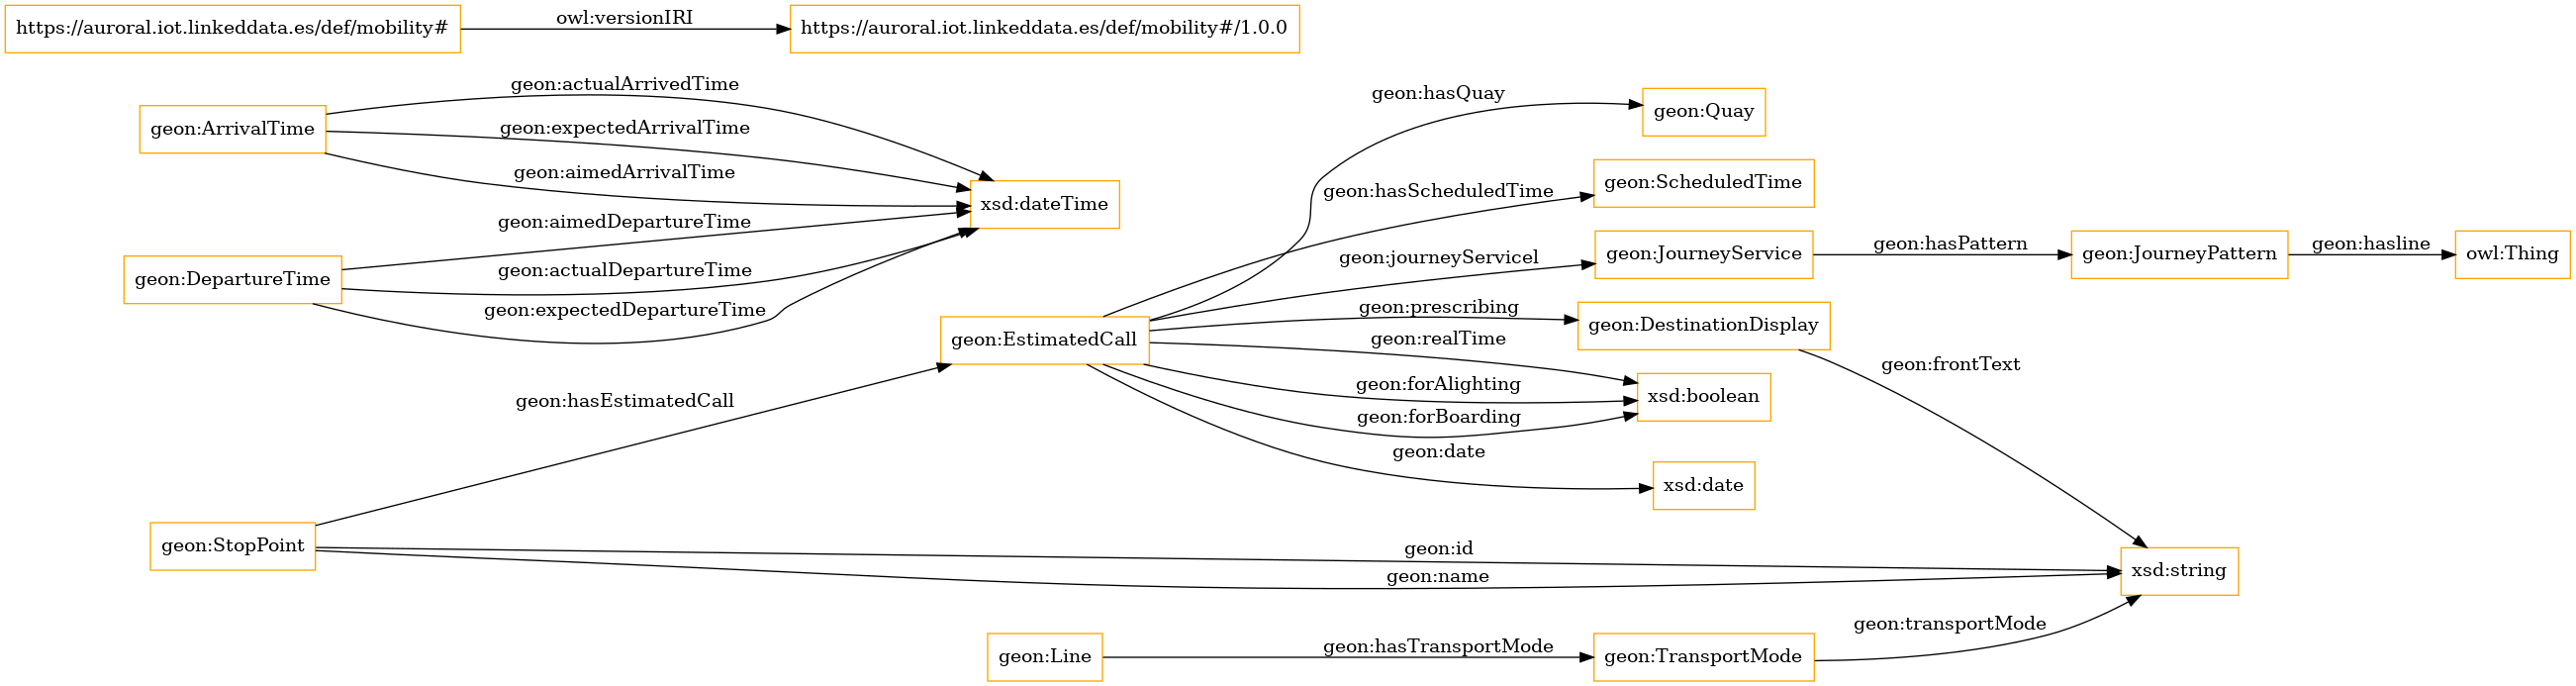 https://auroral.iot.linkeddata.es/def/mobility#
owl:versionIRI
https://auroral.iot.linkeddata.es/def/mobility#/1.0.0
geon:ArrivalTime
geon:actualArrivedTime
geon:expectedArrivalTime
geon:aimedArrivalTime
xsd:dateTime
geon:DepartureTime
geon:aimedDepartureTime
geon:actualDepartureTime
geon:expectedDepartureTime
geon:hasQuay
geon:Quay
geon:hasScheduledTime
geon:ScheduledTime
geon:journeyServicel
geon:JourneyService
geon:hasPattern
geon:JourneyPattern
geon:hasline
owl:Thing
geon:EstimatedCall
geon:prescribing
geon:DestinationDisplay
geon:realTime
geon:forAlighting
geon:forBoarding
xsd:boolean
geon:frontText
geon:date
xsd:date
geon:hasEstimatedCall
geon:StopPoint
geon:id
geon:name
xsd:string
geon:Line
geon:hasTransportMode
geon:TransportMode
geon:transportMode